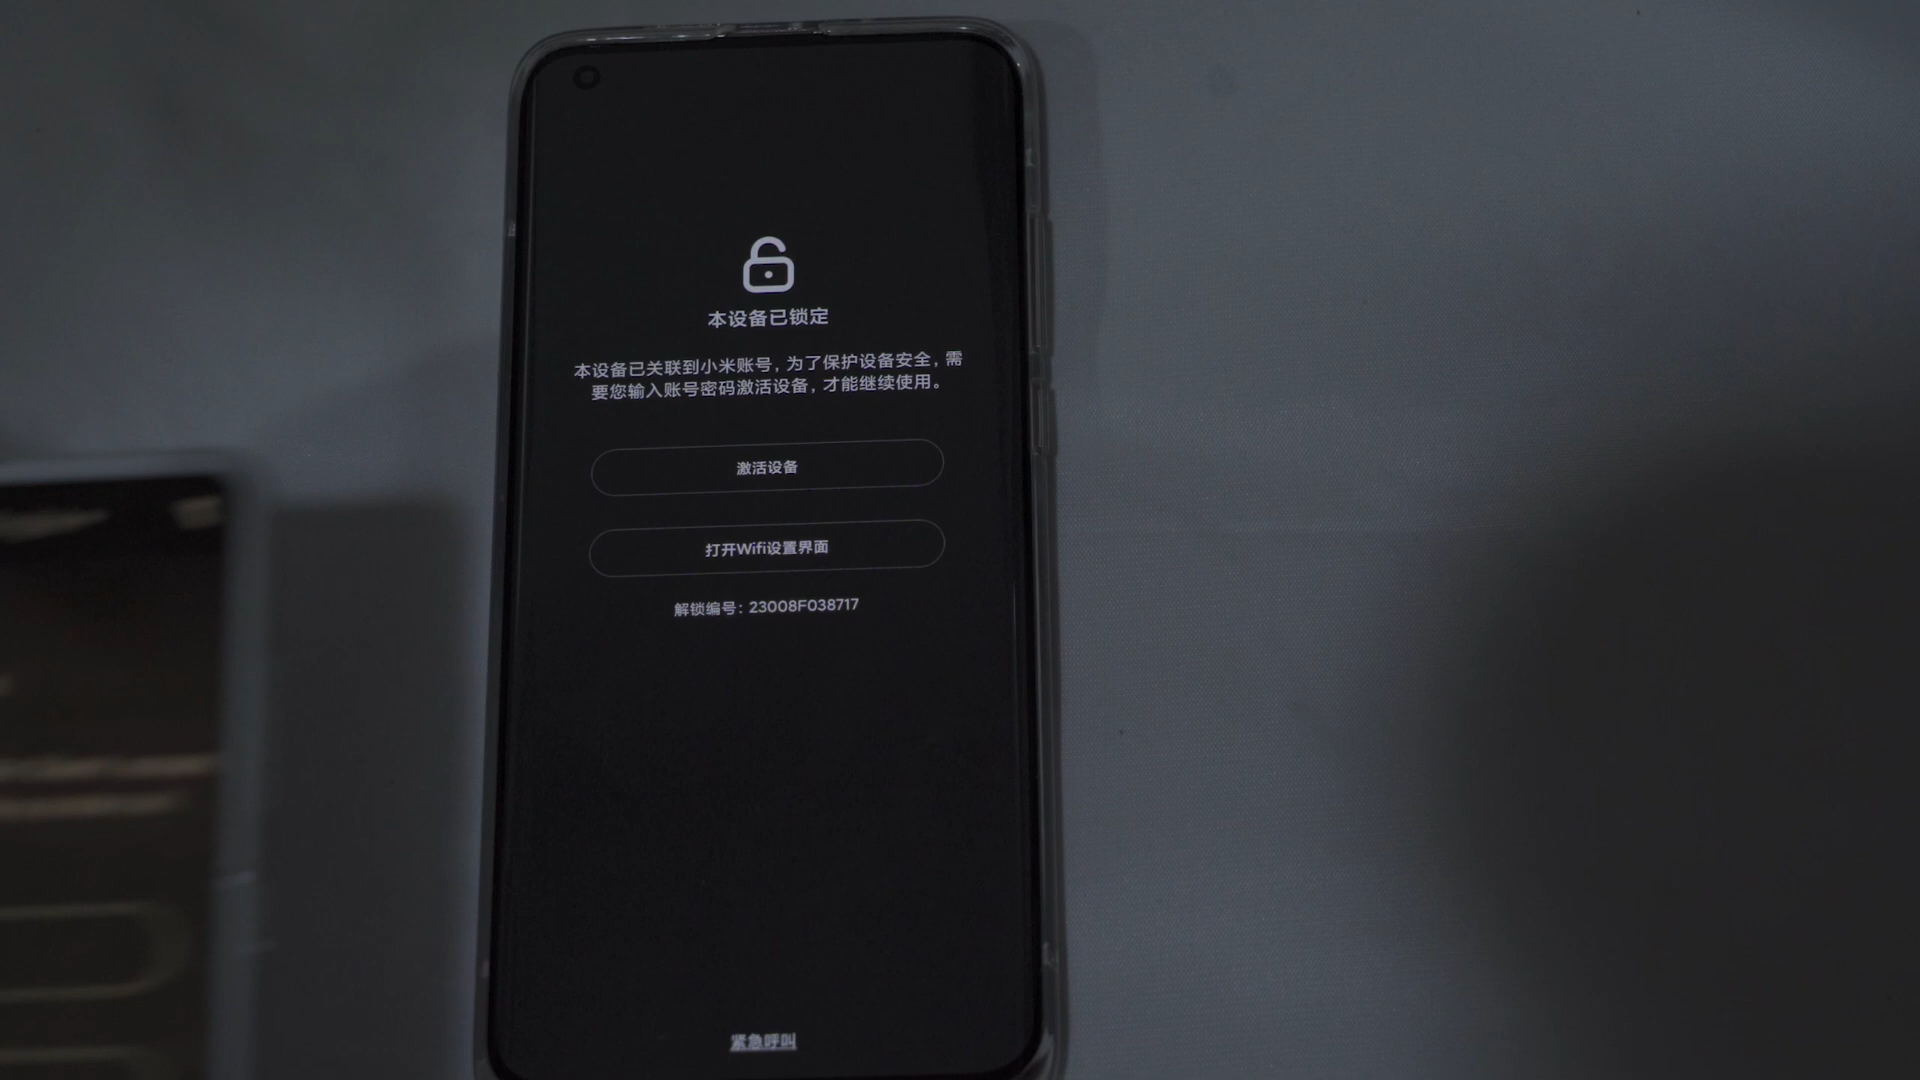 本设备已锁定
本设备已关联到小米账号，为了保护设备安全，需
要您输入账号密码激活设备，才能继续使用。
激活设备
打开Wifi设置界面
解锁编号：23008F038717
紧急呼叫